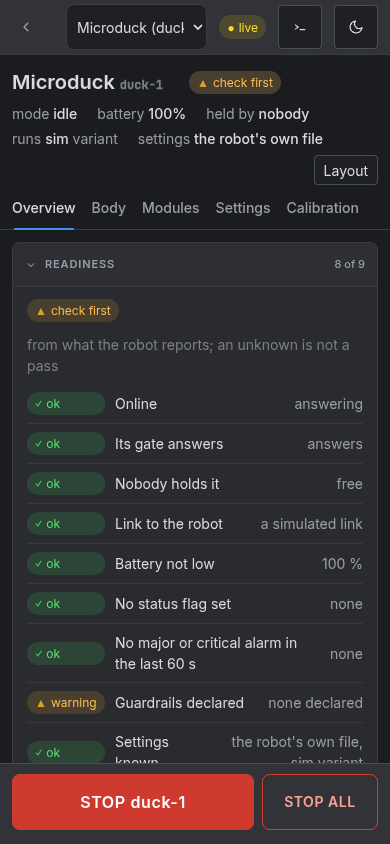 Microduck (duck
● live
>_
Microduck duck-1
▲ check first
mode idle battery 100% held by nobody
runs sim variant settings the robot's own file
Layout
Overview Body Modules Settings Calibration
READINESS 8 of 9
▲ check first
from what the robot reports; an unknown is not a
pass
✓ ok Online answering
✓ ok Its gate answers answers
✓ ok Nobody holds it free
✓ ok Link to the robot a simulated link
✓ ok Battery not low 100 %
✓ ok No status flag set none
✓ ok No major or critical alarm in
the last 60 s none
▲ warning Guardrails declared none declared
✓ ok Settings the robot's own file,
known sim variant
STOP duck-1 STOP ALL